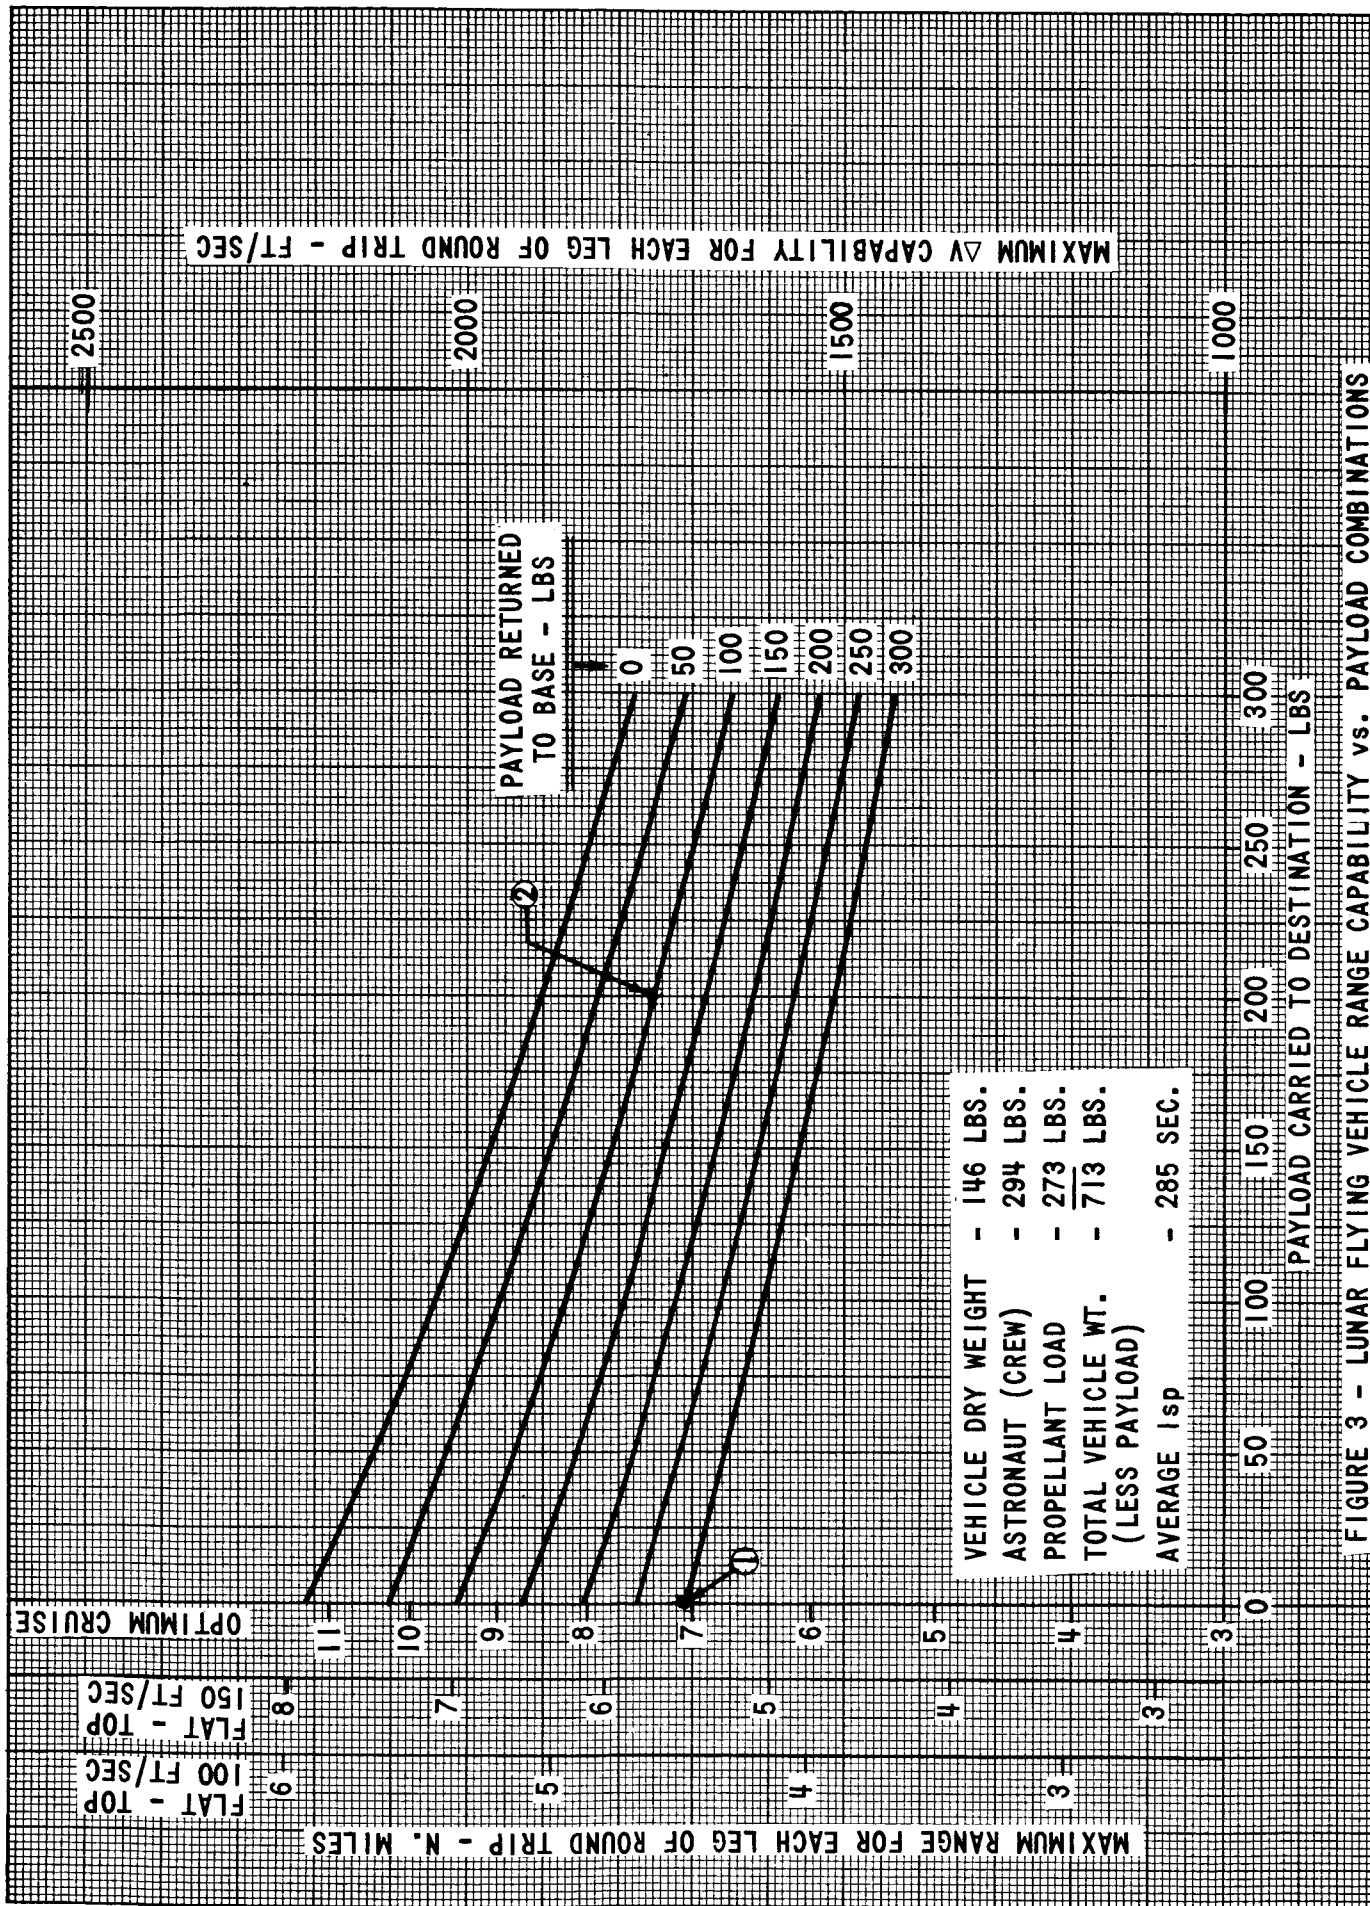 OPTIMUM CRUISE
FLAT - TOP
150 FT/SEC
FLAT - TOP
100 FT/SEC
MAXIMUM RANGE FOR EACH LEG OF ROUND TRIP - N. MILES
6
5
4
3
8
7
6
5
4
3
11
10
9
8
7
6
5
4
3
MAXIMUM △V CAPABILITY FOR EACH LEG OF ROUND TRIP - FT/SEC
2500
2000
1500
1000
PAYLOAD RETURNED
TO BASE - LBS
0
50
100
150
200
250
300
①
②
VEHICLE DRY WEIGHT - 146 LBS.
ASTRONAUT (CREW) - 294 LBS.
PROPELLANT LOAD - 273 LBS.
TOTAL VEHICLE WT. - 713 LBS.
(LESS PAYLOAD)
AVERAGE Isp - 285 SEC.
0 50 100 150 200 250 300
PAYLOAD CARRIED TO DESTINATION - LBS
FIGURE 3 - LUNAR FLYING VEHICLE RANGE CAPABILITY vs. PAYLOAD COMBINATIONS